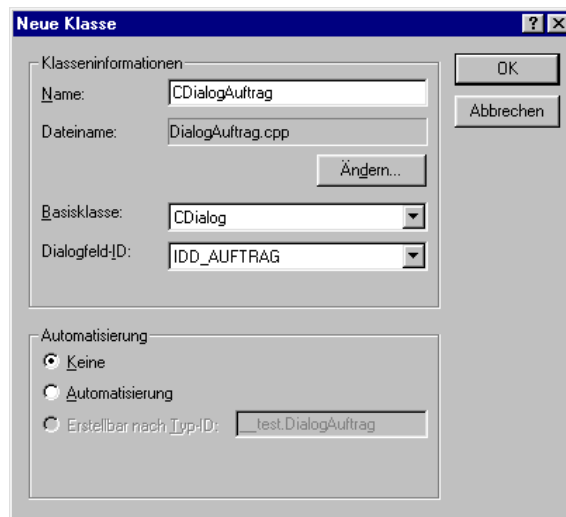 Neue Klasse
Klasseninformationen
Name: CDialogAuftrag
Dateiname: DialogAuftrag.cpp
Ändern...
Basisklasse: CDialog
Dialogfeld-ID: IDD_AUFTRAG
OK
Abbrechen
Automatisierung
Keine
Automatisierung
Erstellbar nach Typ-ID: __test.DialogAuftrag